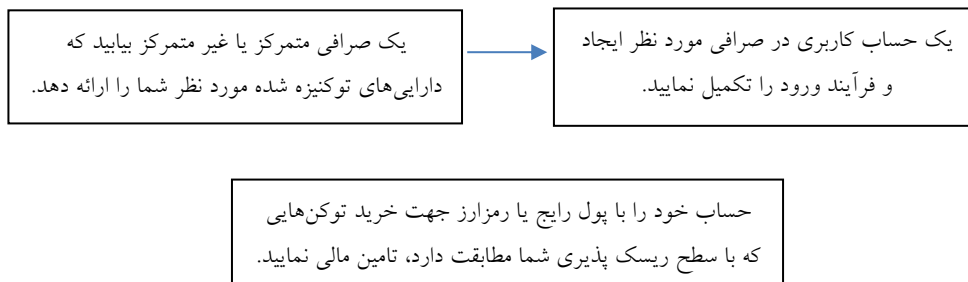 یک صرافی متمرکز یا غیر متمرکز بیابید که
دارایی‌های توکنیزه شده مورد نظر شما را ارائه دهد.
یک حساب کاربری در صرافی مورد نظر ایجاد
و فرآیند ورود را تکمیل نمایید.
حساب خود را با پول رایج یا رمزارز جهت خرید توکن‌هایی
که با سطح ریسک پذیری شما مطابقت دارد، تامین مالی نمایید.